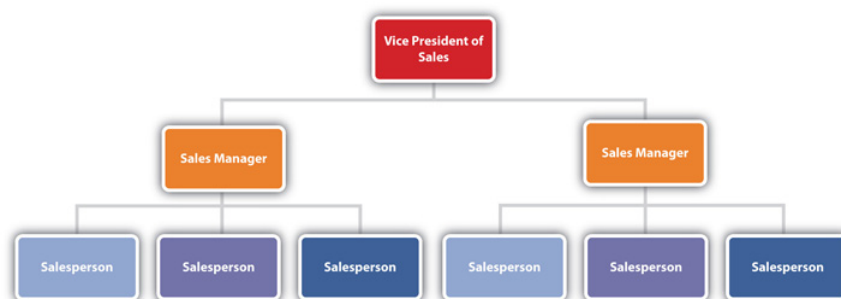 Vice President of
Sales
Sales Manager
Sales Manager
Salesperson
Salesperson
Salesperson
Salesperson
Salesperson
Salesperson